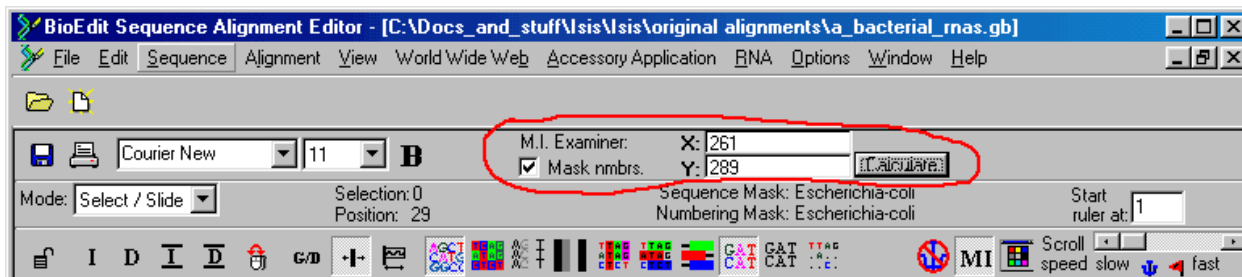 BioEdit Sequence Alignment Editor - [C:\Docs_and_stuff\Isis\Isis\original alignments\a_bacterial_rnas.gb]
File Edit Sequence Alignment View World Wide Web Accessory Application RNA Options Window Help
M.I. Examiner: X: 261
Courier New 11 B
Mask nmbrs. Y: 289 Calculate
Mode: Select / Slide Selection: 0 Sequence Mask: Escherichia-coli Start
Position: 29 Numbering Mask: Escherichia-coli ruler at: 1
I D I D G/D GAT CAT GAT CAT MI Scroll
speed slow fast